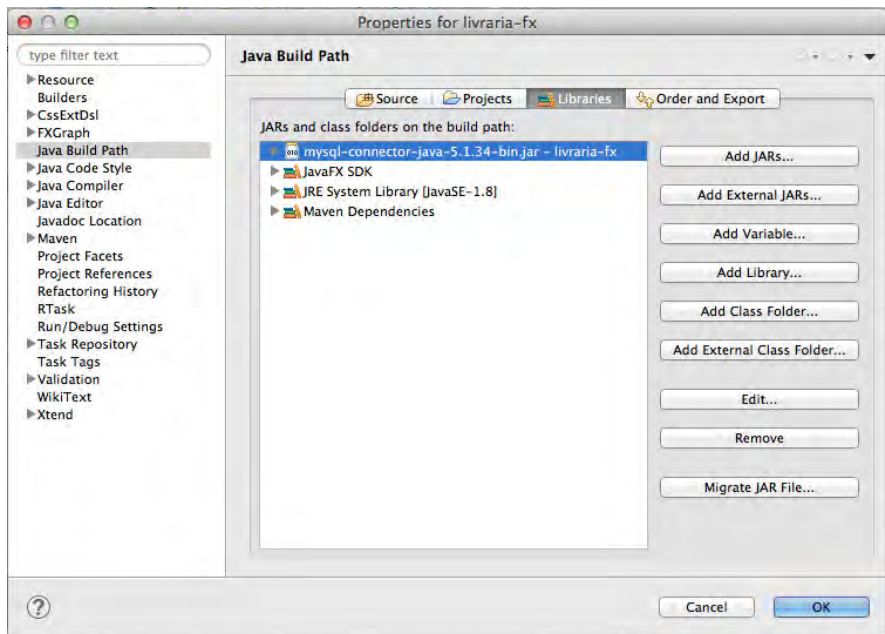 Properties for livraria-fx
type filter text
Resource
Builders
CssExtDsl
FXGraph
Java Build Path
Java Code Style
Java Compiler
Java Editor
Javadoc Location
Maven
Project Facets
Project References
Refactoring History
RTask
Run/Debug Settings
Task Repository
Task Tags
Validation
WikiText
Xtend
Java Build Path
Source Projects Libraries Order and Export
JARs and class folders on the build path:
mysql-connector-java-5.1.34-bin.jar - livraria-fx
JavaFX SDK
JRE System Library [JavaSE-1.8]
Maven Dependencies
Add JARs...
Add External JARs...
Add Variable...
Add Library...
Add Class Folder...
Add External Class Folder...
Edit...
Remove
Migrate JAR File...
?
Cancel OK